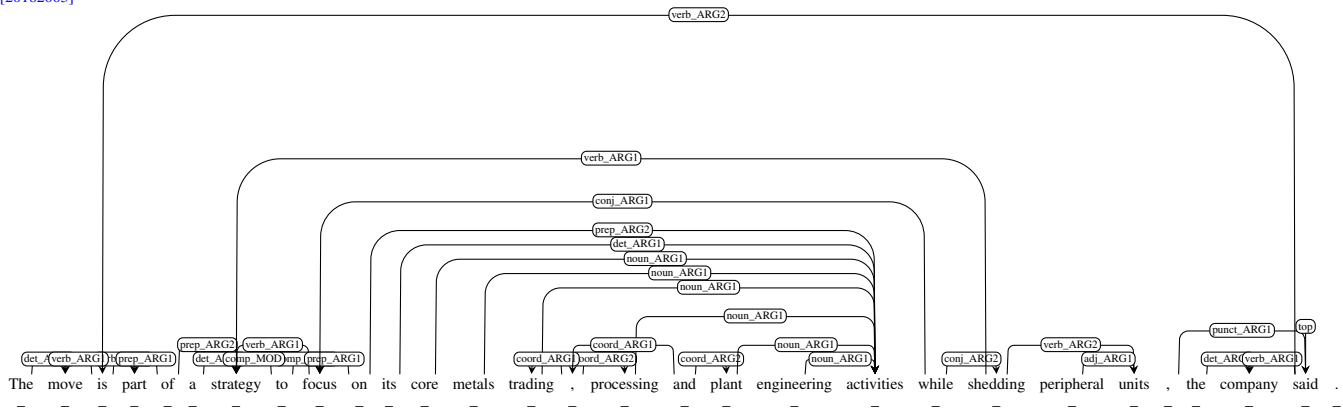 verb_ARG2
verb_ARG1
conj_ARG1
prep_ARG2
det_ARG1
noun_ARG1
noun_ARG1
noun_ARG1
noun_ARG1
punct_ARG1 top
prep_ARG2 verb_ARG1 coord_ARG1 noun_ARG1 verb_ARG2
verb_ARG1 prep_ARG1 comp_MOD prep_ARG1 coord_ARG1 coord_ARG2 noun_ARG1 conj_ARG2 adj_ARG1 verb_ARG1
The move is part of a strategy to focus on its core metals trading , processing and plant engineering activities while shedding peripheral units , the company said .